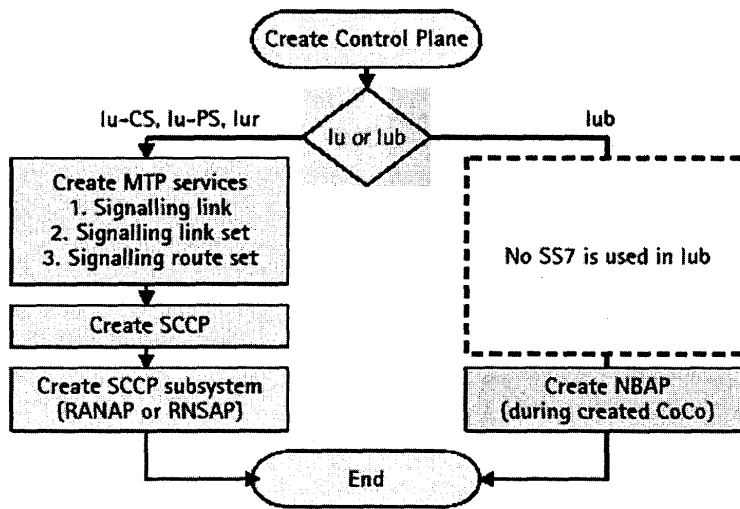 Create Control Plane
Iu-CS, Iu-PS, Iur
Iu or Iub
Iub
Create MTP services
1. Signalling link
2. Signalling link set
3. Signalling route set
No SS7 is used in Iub
Create SCCP
Create SCCP subsystem
(RANAP or RNSAP)
Create NBAP
(during created CoCo)
End